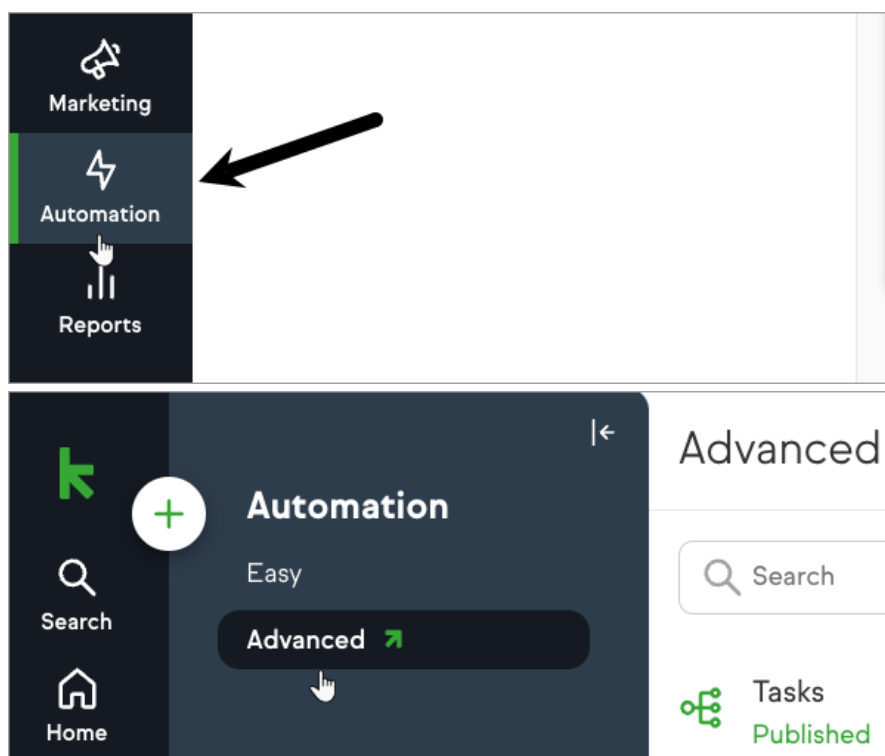 Marketing
Automation
Reports
Advanced
Automation
Easy
Search
Search
Advanced
Home
Tasks
Published